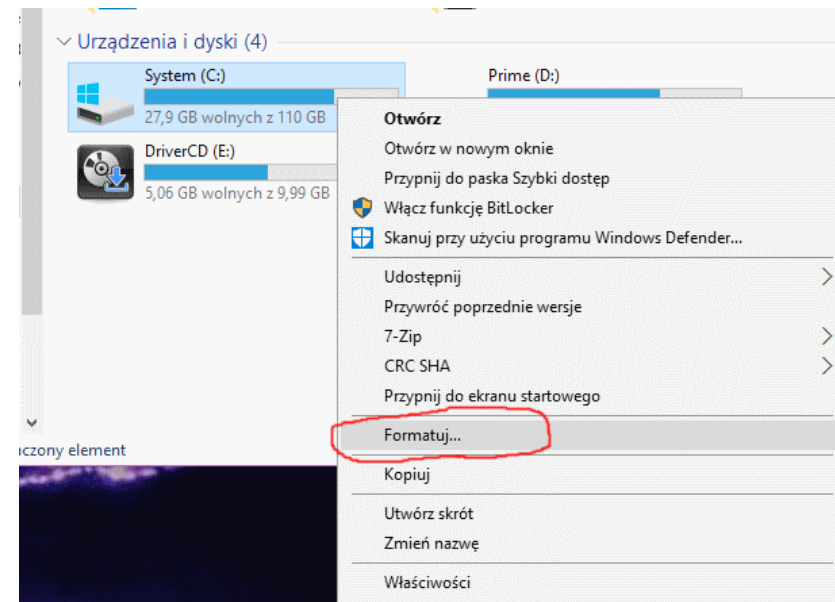 Urządzenia i dyski (4)
System (C:)
Prime (D:)
27,9 GB wolnych z 110 GB
DriverCD (E:)
5,06 GB wolnych z 9,99 GB
Otwórz
Otwórz w nowym oknie
Przypnij do paska Szybki dostęp
Włącz funkcję BitLocker
Skanuj przy użyciu programu Windows Defender...
Udostępnij
Przywróć poprzednie wersje
7-Zip
CRC SHA
Przypnij do ekranu startowego
Formatuj...
element
Kopiuj
Utwórz skrót
Zmień nazwę
Właściwości